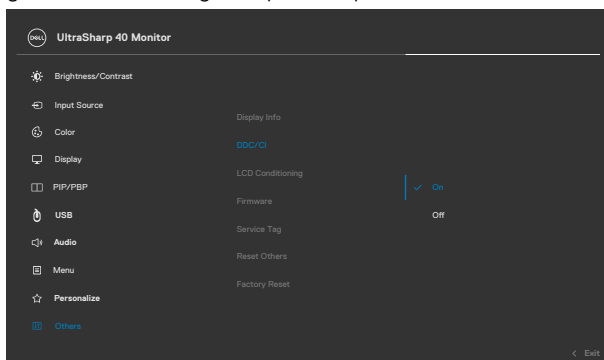 DELL
UltraSharp 40 Monitor
Brightness/Contrast
Input Source
Color
Display
PIP/PBP
USB
Audio
Menu
Personalize
Others
Display Info
DDC/CI
LCD Conditioning
Firmware
Service Tag
Reset Others
Factory Reset
On
Off
Exit